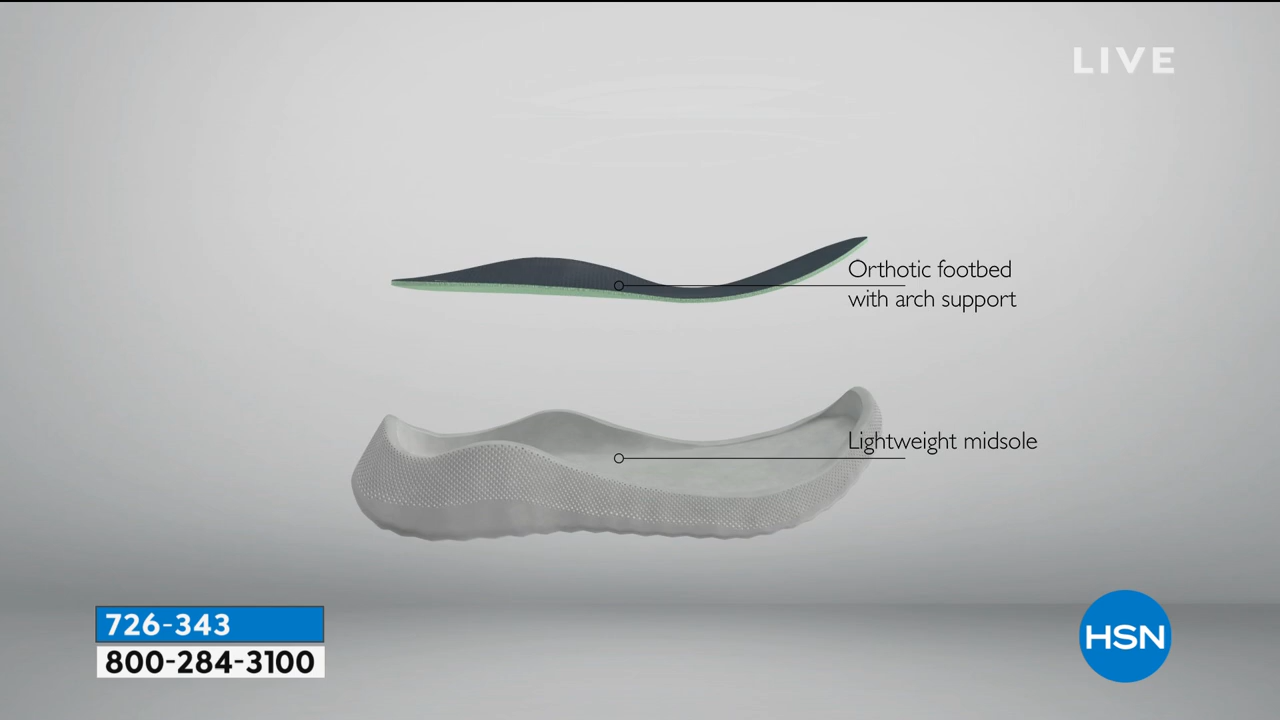 LIVE
Orthotic footbed
with arch support
Lightweight midsole
726-343
800-284-3100
HSN